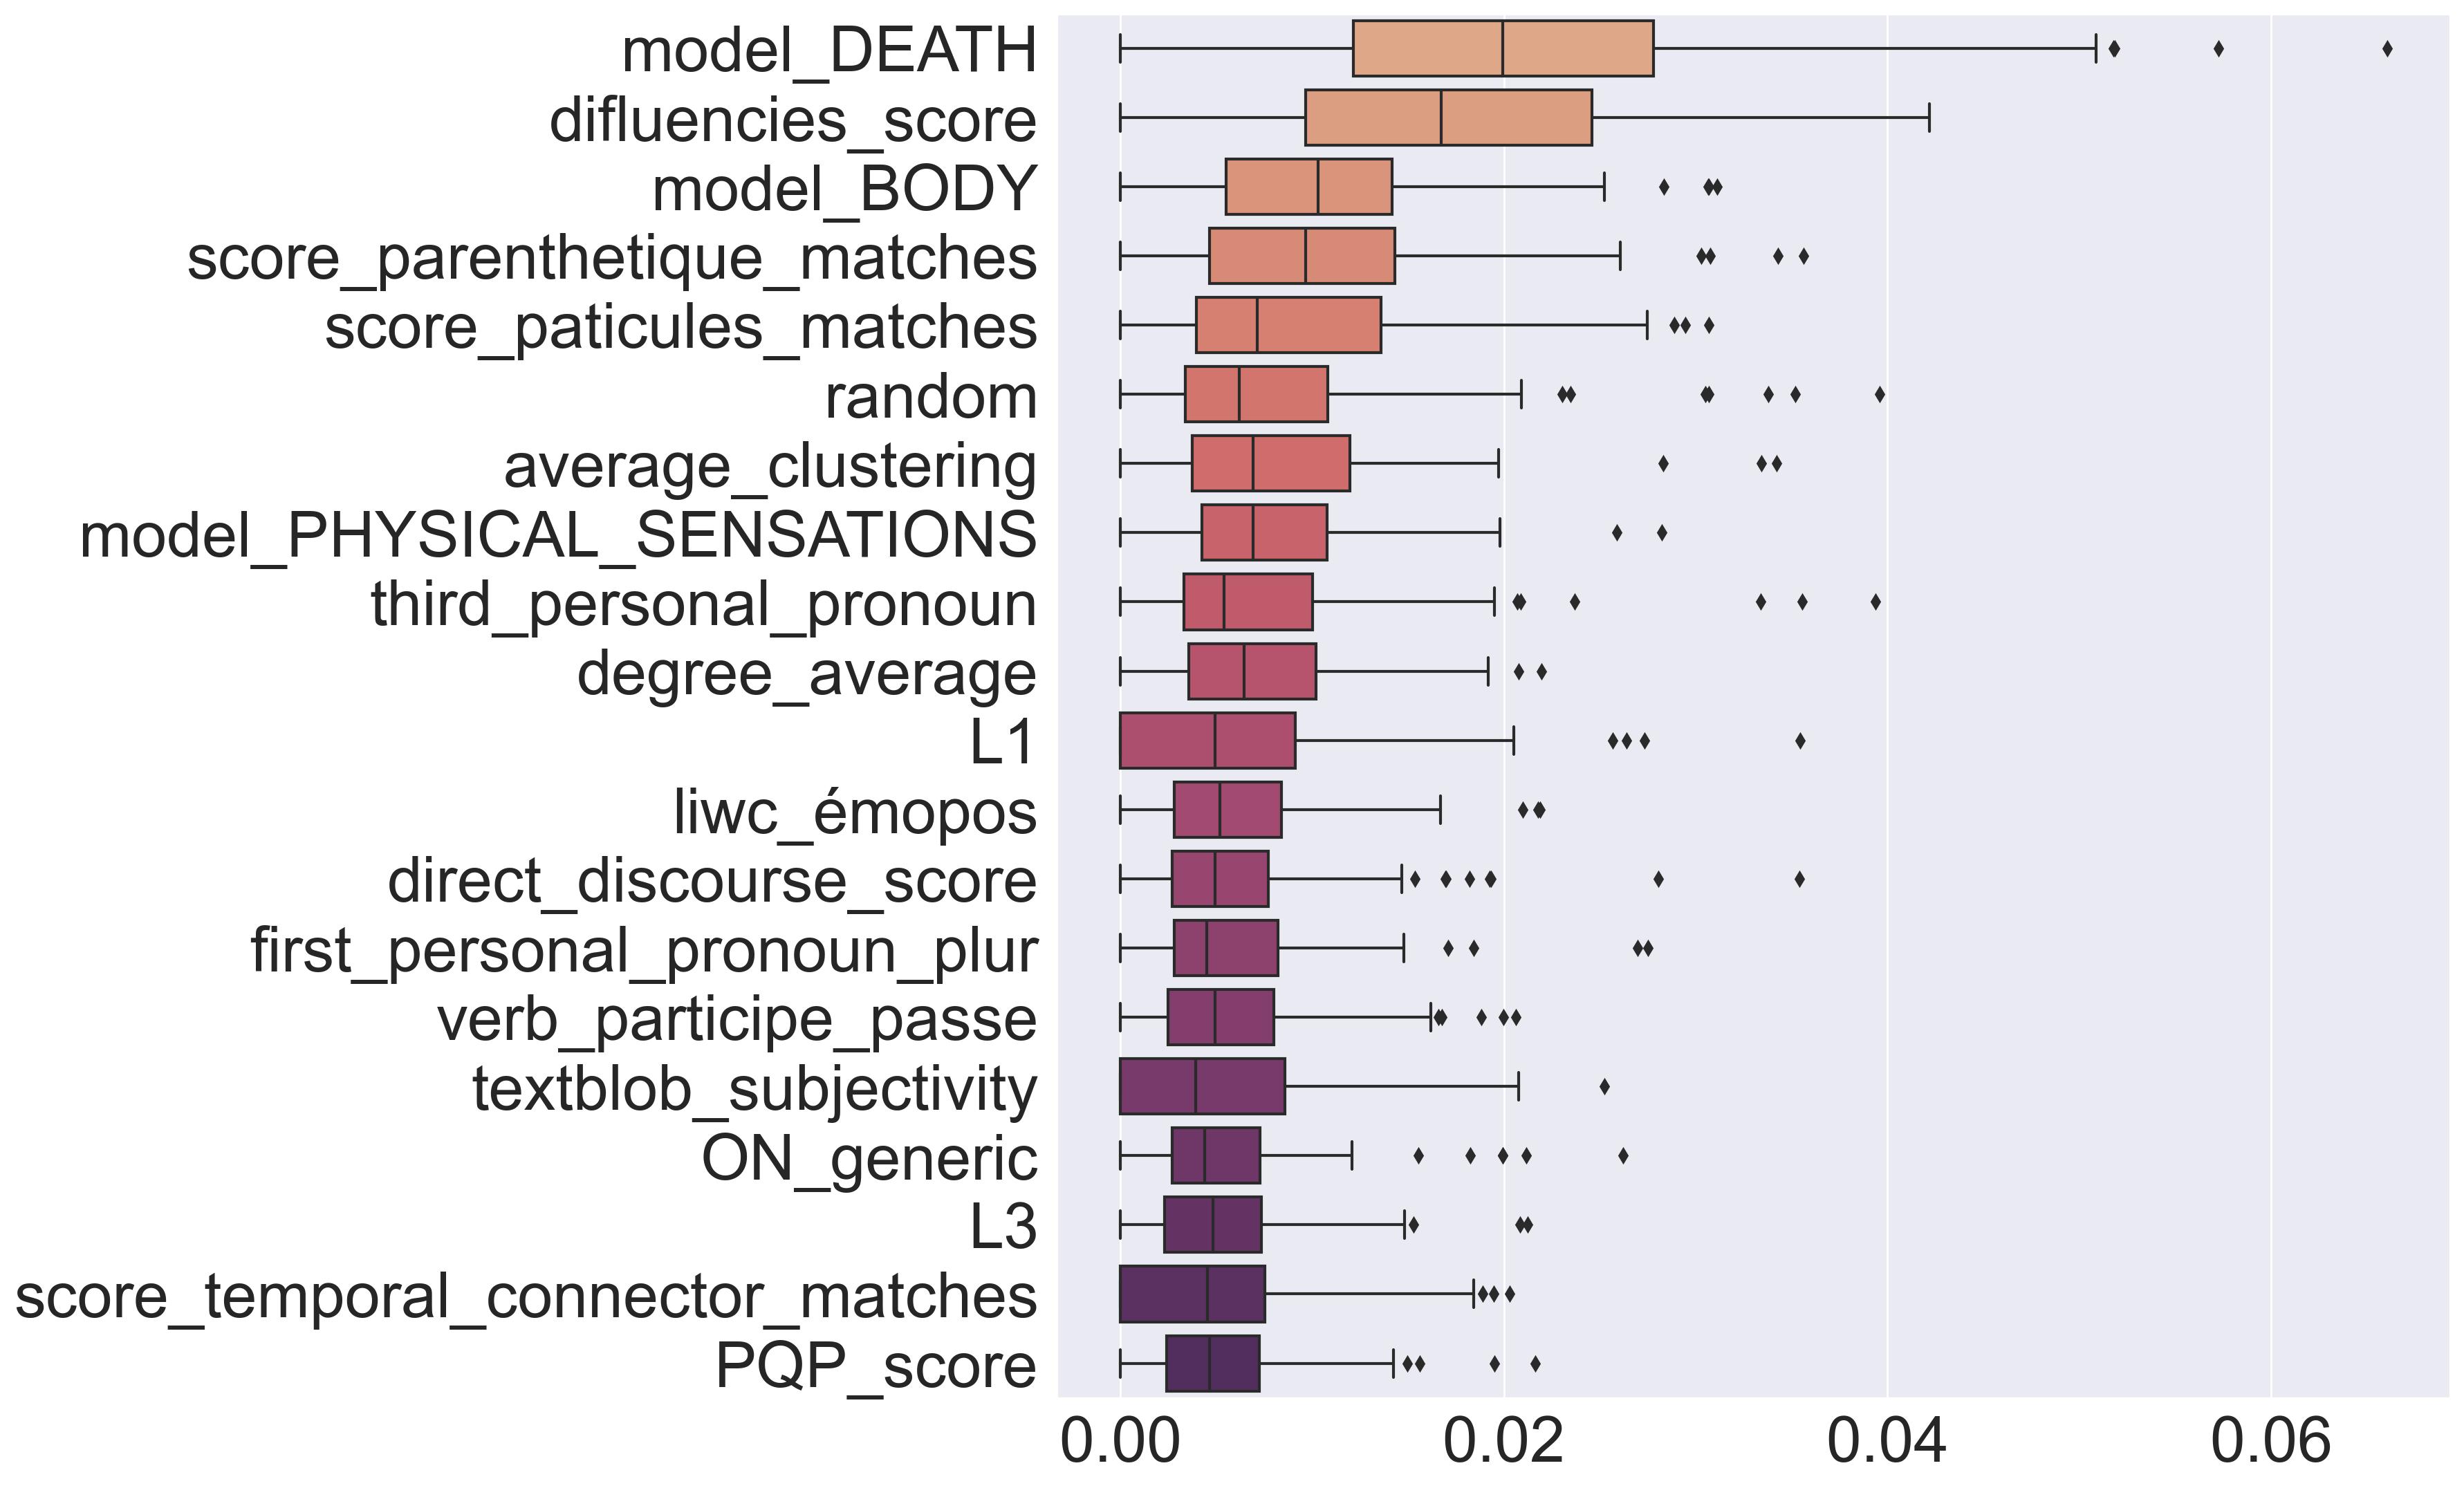 model_DEATH
difluencies_score
model_BODY
score_parenthetique_matches
score_paticules_matches
random
average_clustering
model_PHYSICAL_SENSATIONS
third_personal_pronoun
degree_average
L1
liwc_émopos
direct_discourse_score
first_personal_pronoun_plur
verb_participe_passe
textblob_subjectivity
ON_generic
L3
score_temporal_connector_matches
PQP_score
0.00 0.02 0.04 0.06